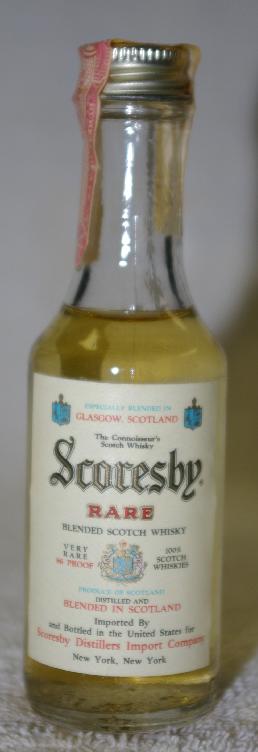 ESPECIALLY BLENDED IN
GLASGOW, SCOTLAND
The Connoisseur's
Scotch Whisky
Scoresby®
RARE
BLENDED SCOTCH WHISKY
VERY
RARE
86 PROOF
100%
SCOTCH
WHISKIES
PRODUCE OF SCOTLAND
DISTILLED AND
BLENDED IN SCOTLAND
Imported By
and Bottled in the United States for
Scoresby Distillers Import Company
New York, New York